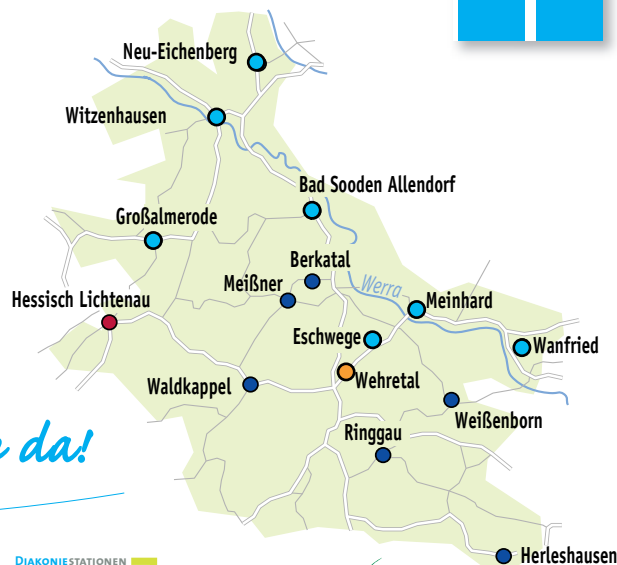 Neu-Eichenberg
Witzenhausen
Bad Sooden Allendorf
Großalmerode
Berkatal
Meißner
Werra
Hessisch Lichtenau
Meinhard
Eschwege
Wanfried
Wehretal
Waldkappel
Weißenborn
Ringgau
da!
Herleshausen
DIAKONIESTATIONEN